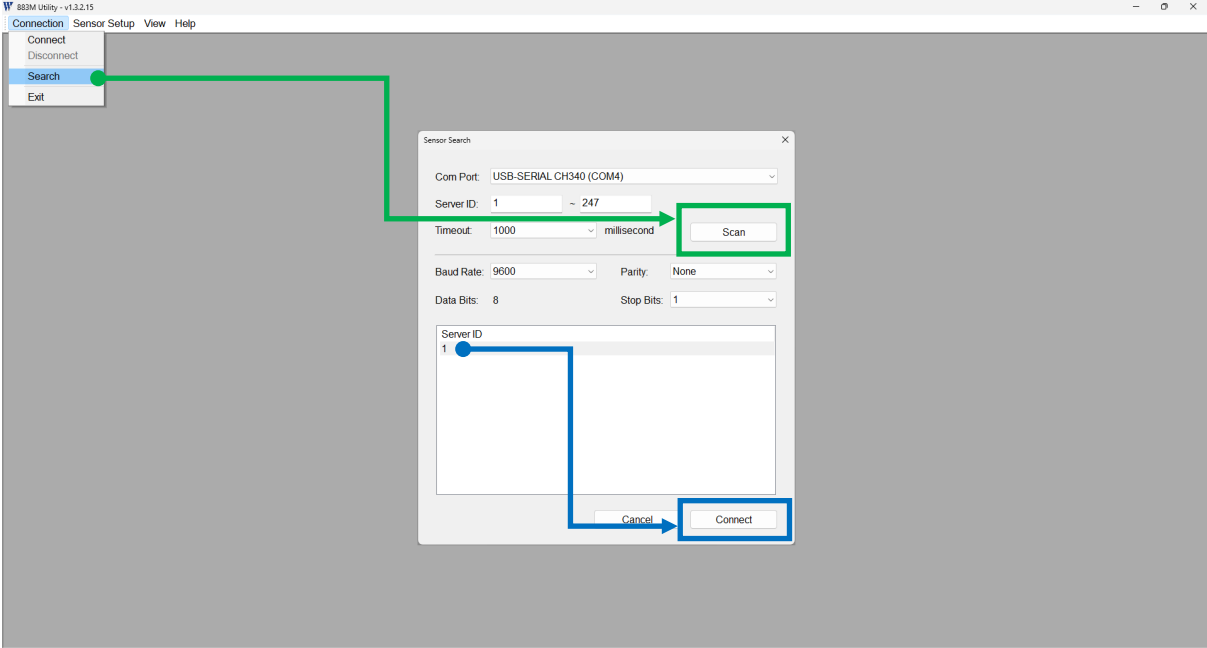 883M Utility - v1.3.2.15
Connection Sensor Setup View Help
Connect
Disconnect
Search
Exit
Sensor Search
Com Port: USB-SERIAL CH340 (COM4)
Server ID: 1 ~ 247
Timeout: 1000 millisecond Scan
Baud Rate: 9600 Parity: None
Data Bits: 8 Stop Bits: 1
Server ID
1
Cancel Connect